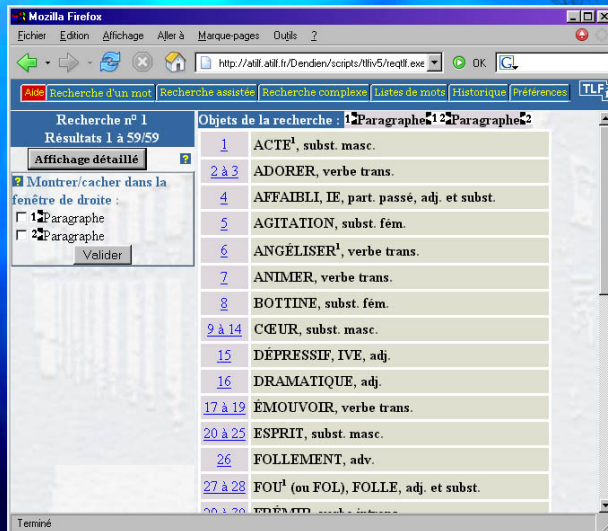 Mozilla Firefox
Fichier Edition Affichage Aller à Marque-pages Outils ?
http://atilf.atilf.fr/Dendien/scripts/tlfiv5/reqtlf.exe OK G
Aide Recherche d'un mot Recherche assistée Recherche complexe Listes de mots Historique Préférences TLF
Recherche nº 1
Résultats 1 à 59/59
Affichage détaillé ?
? Montrer/cacher dans la
fenêtre de droite :
1 Paragraphe
2 Paragraphe
Valider
Objets de la recherche : 1 Paragraphe 1 2 Paragraphe 2
1 ACTE¹, subst. masc.
2 à 3 ADORER, verbe trans.
4 AFFAIBLI, IE, part. passé, adj. et subst.
5 AGITATION, subst. fém.
6 ANGÉLISER¹, verbe trans.
7 ANIMER, verbe trans.
8 BOTTINE, subst. fém.
9 à 14 CŒUR, subst. masc.
15 DÉPRESSIF, IVE, adj.
16 DRAMATIQUE, adj.
17 à 19 ÉMOUVOIR, verbe trans.
20 à 25 ESPRIT, subst. masc.
26 FOLLEMENT, adv.
27 à 28 FOU¹ (ou FOL), FOLLE, adj. et subst.
Terminé